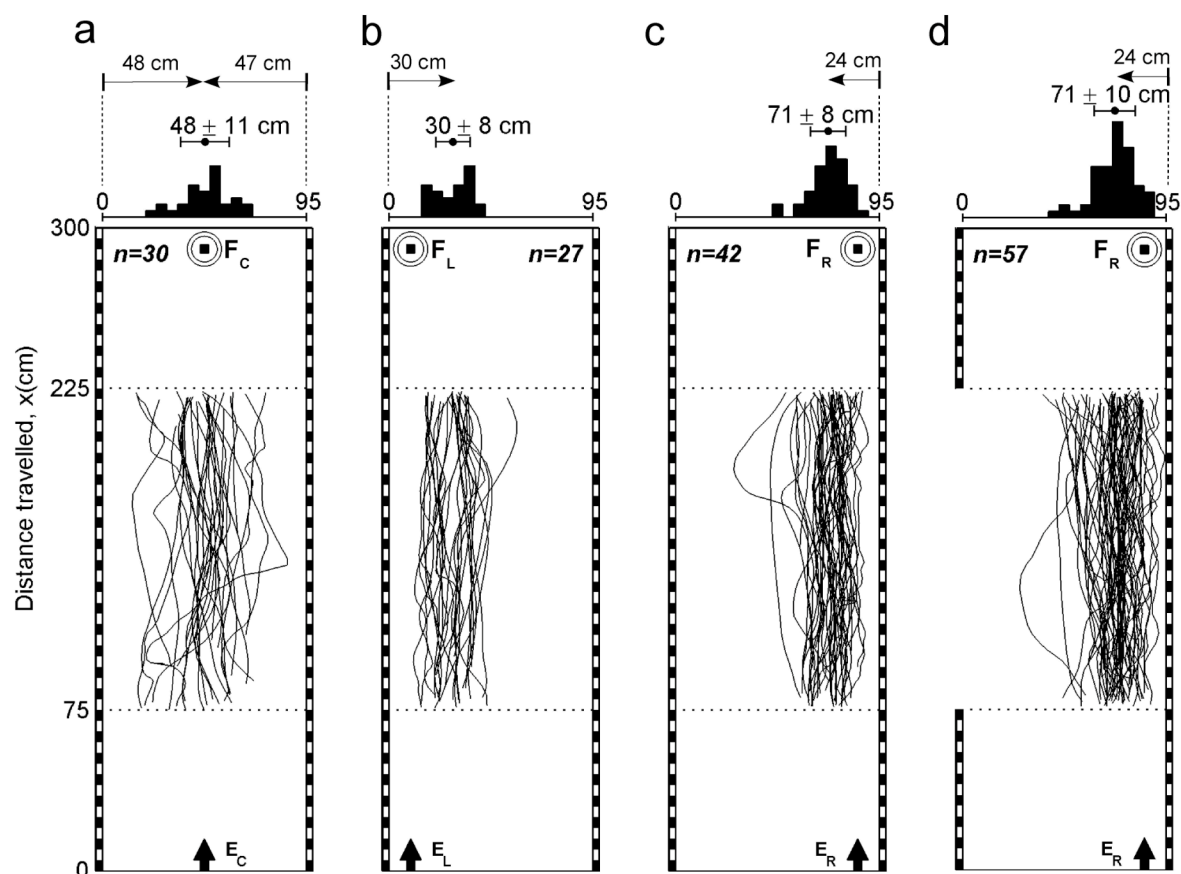 a b c d
48 cm 47 cm 30 cm 24 cm 24 cm
48 ± 11 cm 30 ± 8 cm 71 ± 8 cm 71 ± 10 cm
0 95 0 95 0 95 0 95
300
n=30 F_C F_L n=27 n=42 F_R n=57 F_R
225
Distance travelled, x(cm)
75
0 E_C E_L E_R E_R